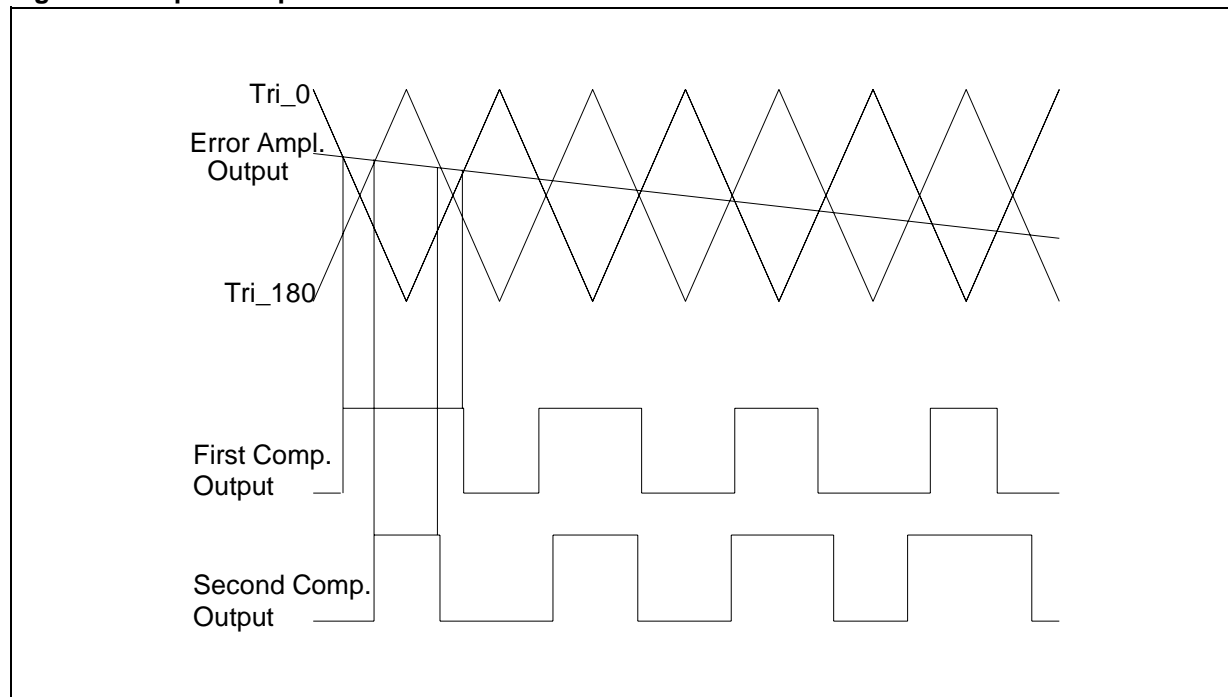 Tri_0
Error Ampl.
Output
Tri_180
First Comp.
Output
Second Comp.
Output